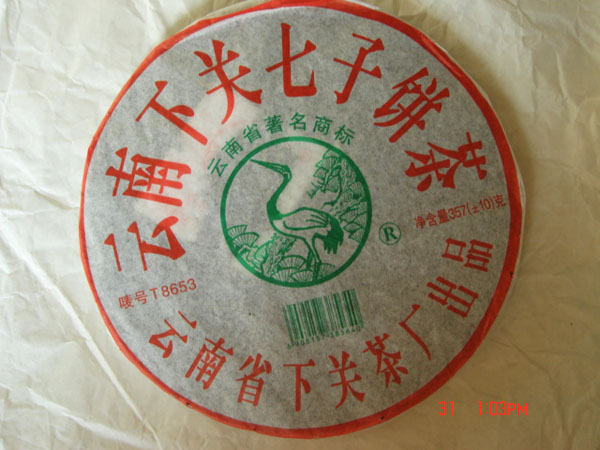 云南下关七子饼茶
云南省著名商标
®
净含量357(±10)克
唛号T8653
云南省下关茶厂
31 1:03PM